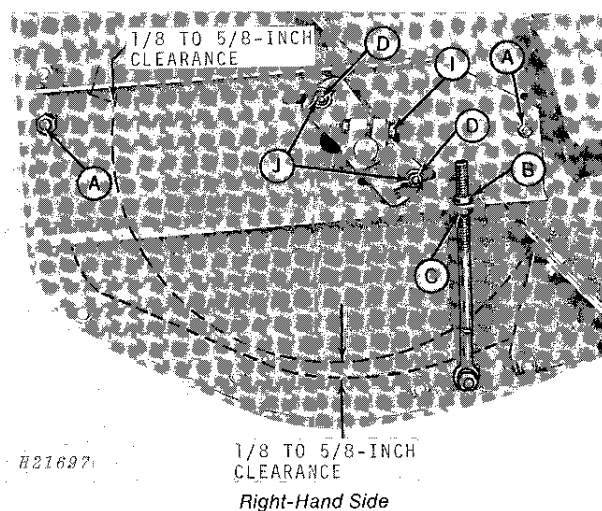 1/8 TO 5/8-INCH
CLEARANCE
D
I
A
A
J
D
B
C
H21697
1/8 TO 5/8-INCH
CLEARANCE
Right-Hand Side